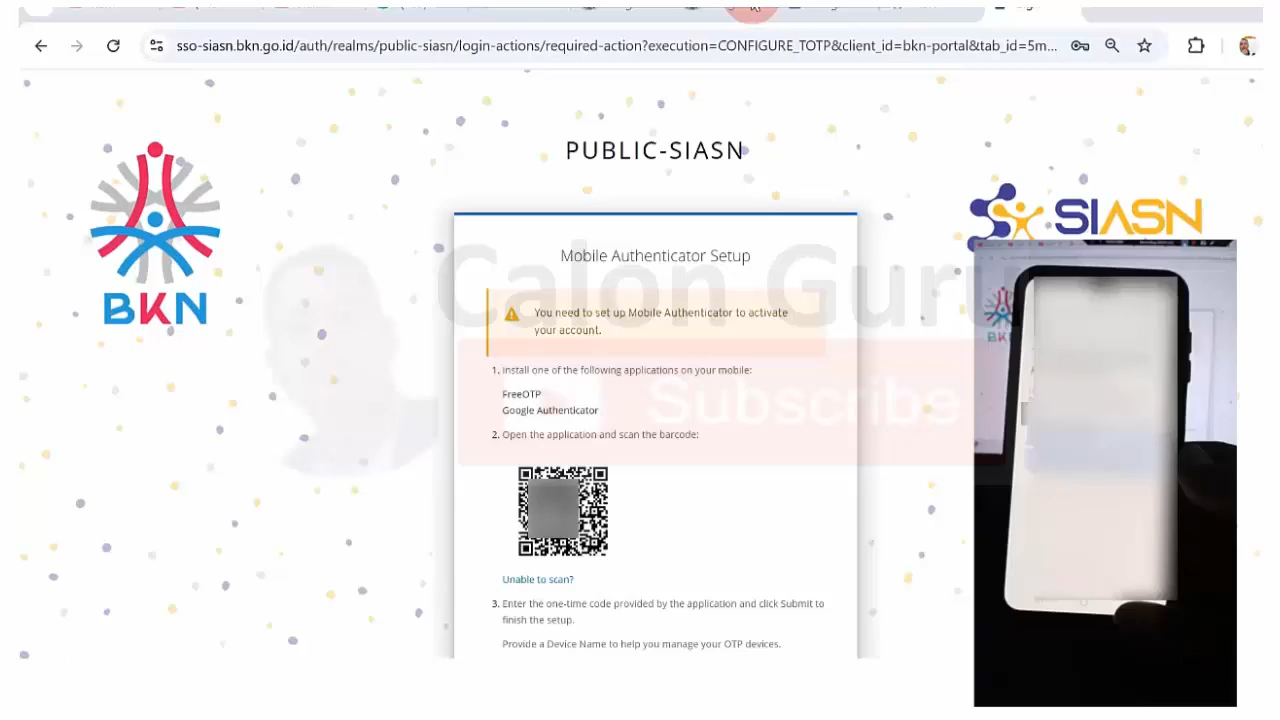 sso-siasn.bkn.go.id/auth/realms/public-siasn/login-actions/required-action?execution=CONFIGURE_TOTP&client_id=bkn-portal&tab_id=5m...
PUBLIC-SIASN
BKN
SIASN
Mobile Authenticator Setup
Calon Guru
You need to set up Mobile Authenticator to activate
your account.
1. Install one of the following applications on your mobile:
FreeOTP
Google Authenticator
Subscribe
2. Open the application and scan the barcode:
Unable to scan?
3. Enter the one-time code provided by the application and click Submit to
finish the setup.
Provide a Device Name to help you manage your OTP devices.